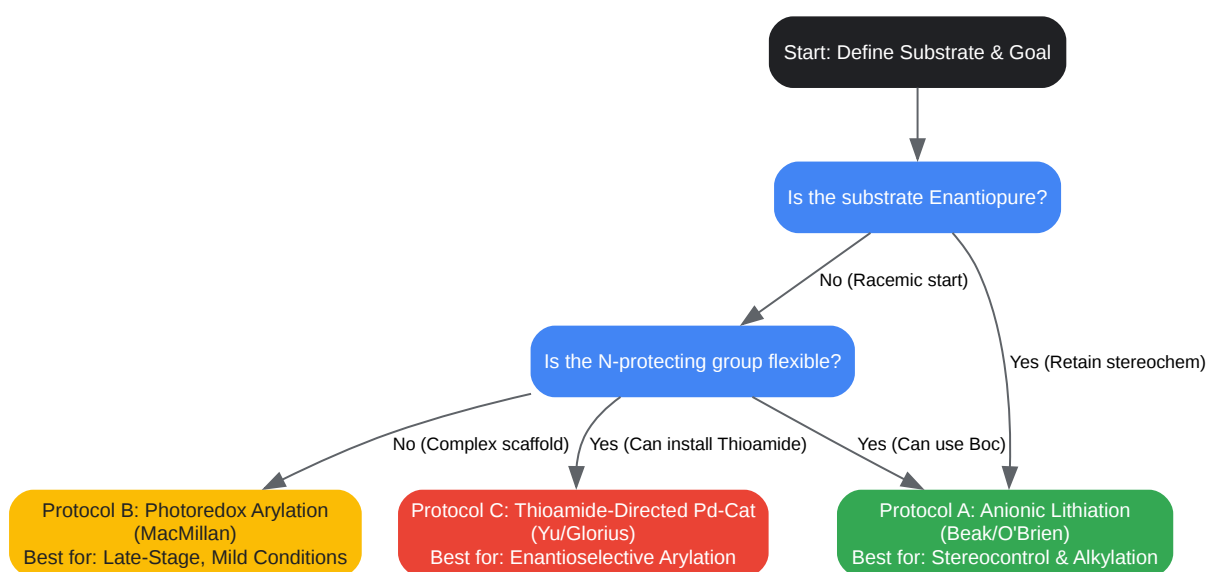 Start: Define Substrate & Goal
Is the substrate Enantiopure?
No (Racemic start)
Is the N-protecting group flexible?
Yes (Retain stereochem)
No (Complex scaffold)
Yes (Can install Thioamide)
Yes (Can use Boc)
Protocol B: Photoredox Arylation
(MacMillan)
Best for: Late-Stage, Mild Conditions
Protocol C: Thioamide-Directed Pd-Cat
(Yu/Glorius)
Best for: Enantioselective Arylation
Protocol A: Anionic Lithiation
(Beak/O'Brien)
Best for: Stereocontrol & Alkylation